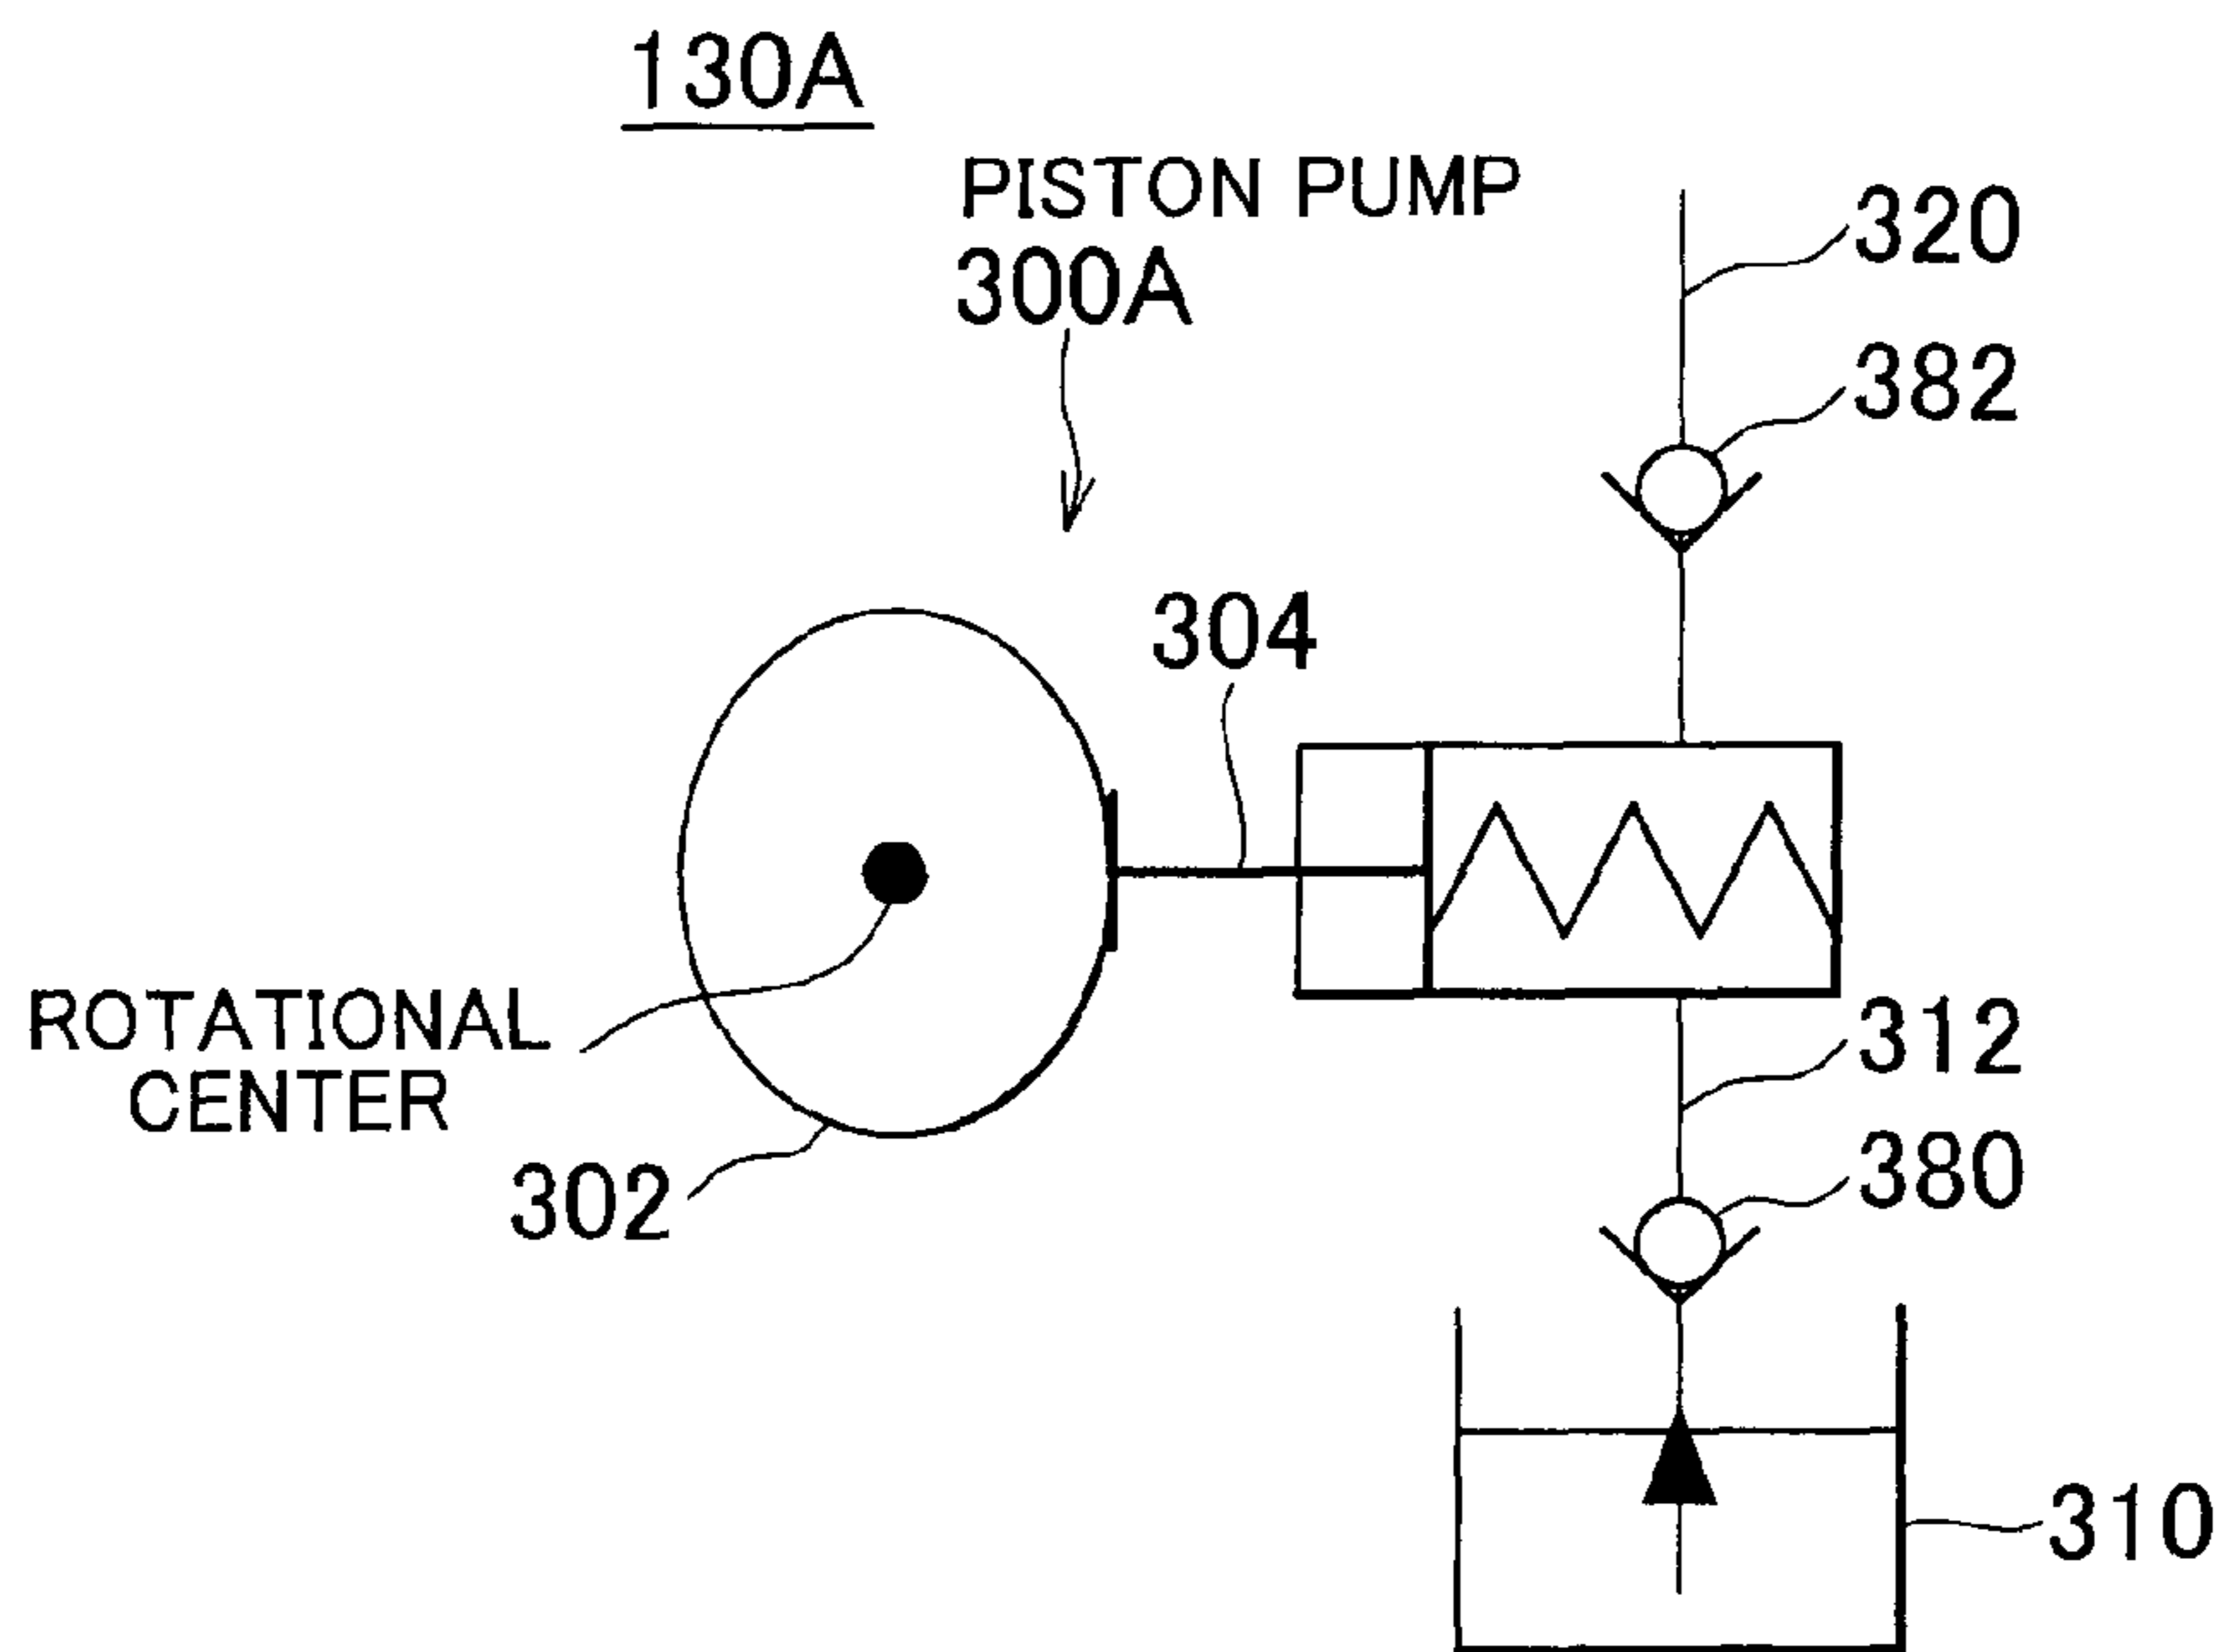 130A
PISTON PUMP
300A
320
382
304
ROTATIONAL
CENTER
302
312
380
310